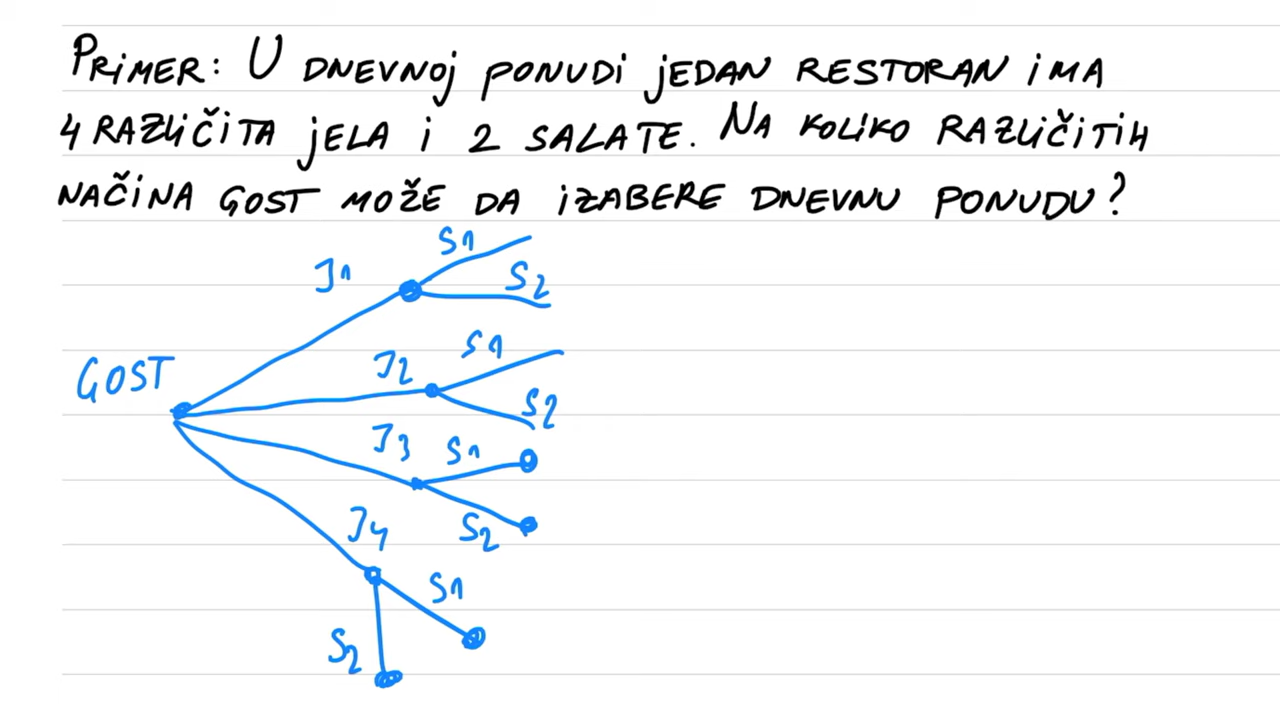 PRIMER: U DNEVNOJ PONUDI JEDAN RESTORAN IMA
4 RAZLIČITA JELA I 2 SALATE. NA KOLIKO RAZLIČITIH
NAČINA GOST MOŽE DA IZABERE DNEVNU PONUDU?
S1
J1
S2
S1
J2
GOST
S2
J3
S1
J4
S2
S1
S2